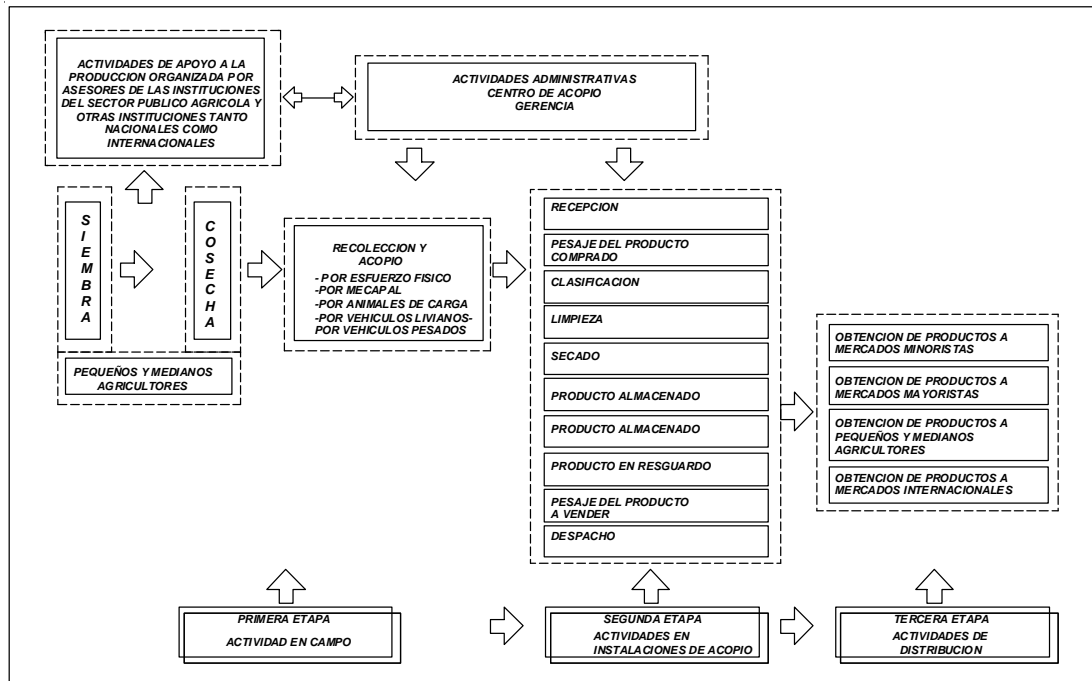 ACTIVIDADES DE APOYO A LA
PRODUCCION ORGANIZADA POR
ASESORES DE LAS INSTITUCIONES
DEL SECTOR PUBLICO AGRICOLA Y
OTRAS INSTITUCIONES TANTO
NACIONALES COMO
INTERNACIONALES
ACTIVIDADES ADMINISTRATIVAS
CENTRO DE ACOPIO
GERENCIA
SIEMBRA
COSECHA
PEQUEÑOS Y MEDIANOS
AGRICULTORES
RECOLECCION Y
ACOPIO
-POR ESFUERZO FISICO
-POR MECAPAL
-POR ANIMALES DE CARGA
-POR VEHICULOS LIVIANOS-
POR VEHICULOS PESADOS
RECEPCION
PESAJE DEL PRODUCTO
COMPRADO
CLASIFICACION
LIMPIEZA
SECADO
PRODUCTO ALMACENADO
PRODUCTO ALMACENADO
PRODUCTO EN RESGUARDO
PESAJE DEL PRODUCTO
A VENDER
DESPACHO
OBTENCION DE PRODUCTOS A
MERCADOS MINORISTAS
OBTENCION DE PRODUCTOS A
MERCADOS MAYORISTAS
OBTENCION DE PRODUCTOS A
PEQUEÑOS Y MEDIANOS
AGRICULTORES
OBTENCION DE PRODUCTOS A
MERCADOS INTERNACIONALES
PRIMERA ETAPA
ACTIVIDAD EN CAMPO
SEGUNDA ETAPA
ACTIVIDADES EN
INSTALACIONES DE ACOPIO
TERCERA ETAPA
ACTIVIDADES DE
DISTRIBUCION